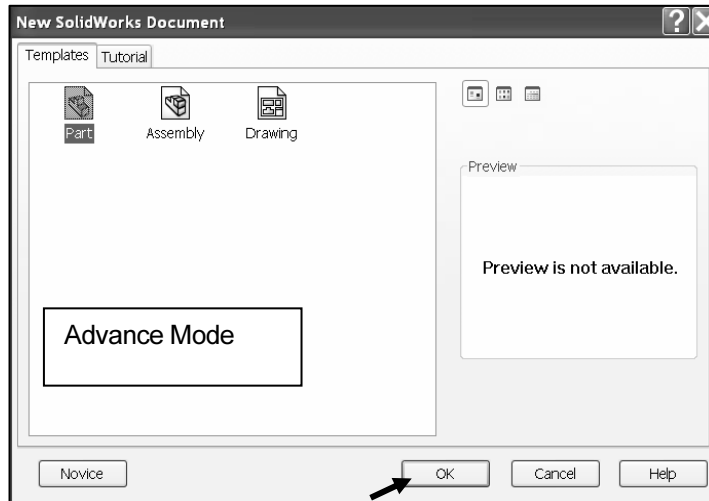 New SolidWorks Document
Templates Tutorial
Part Assembly Drawing
Preview
Preview is not available.
Advance Mode
Novice OK Cancel Help